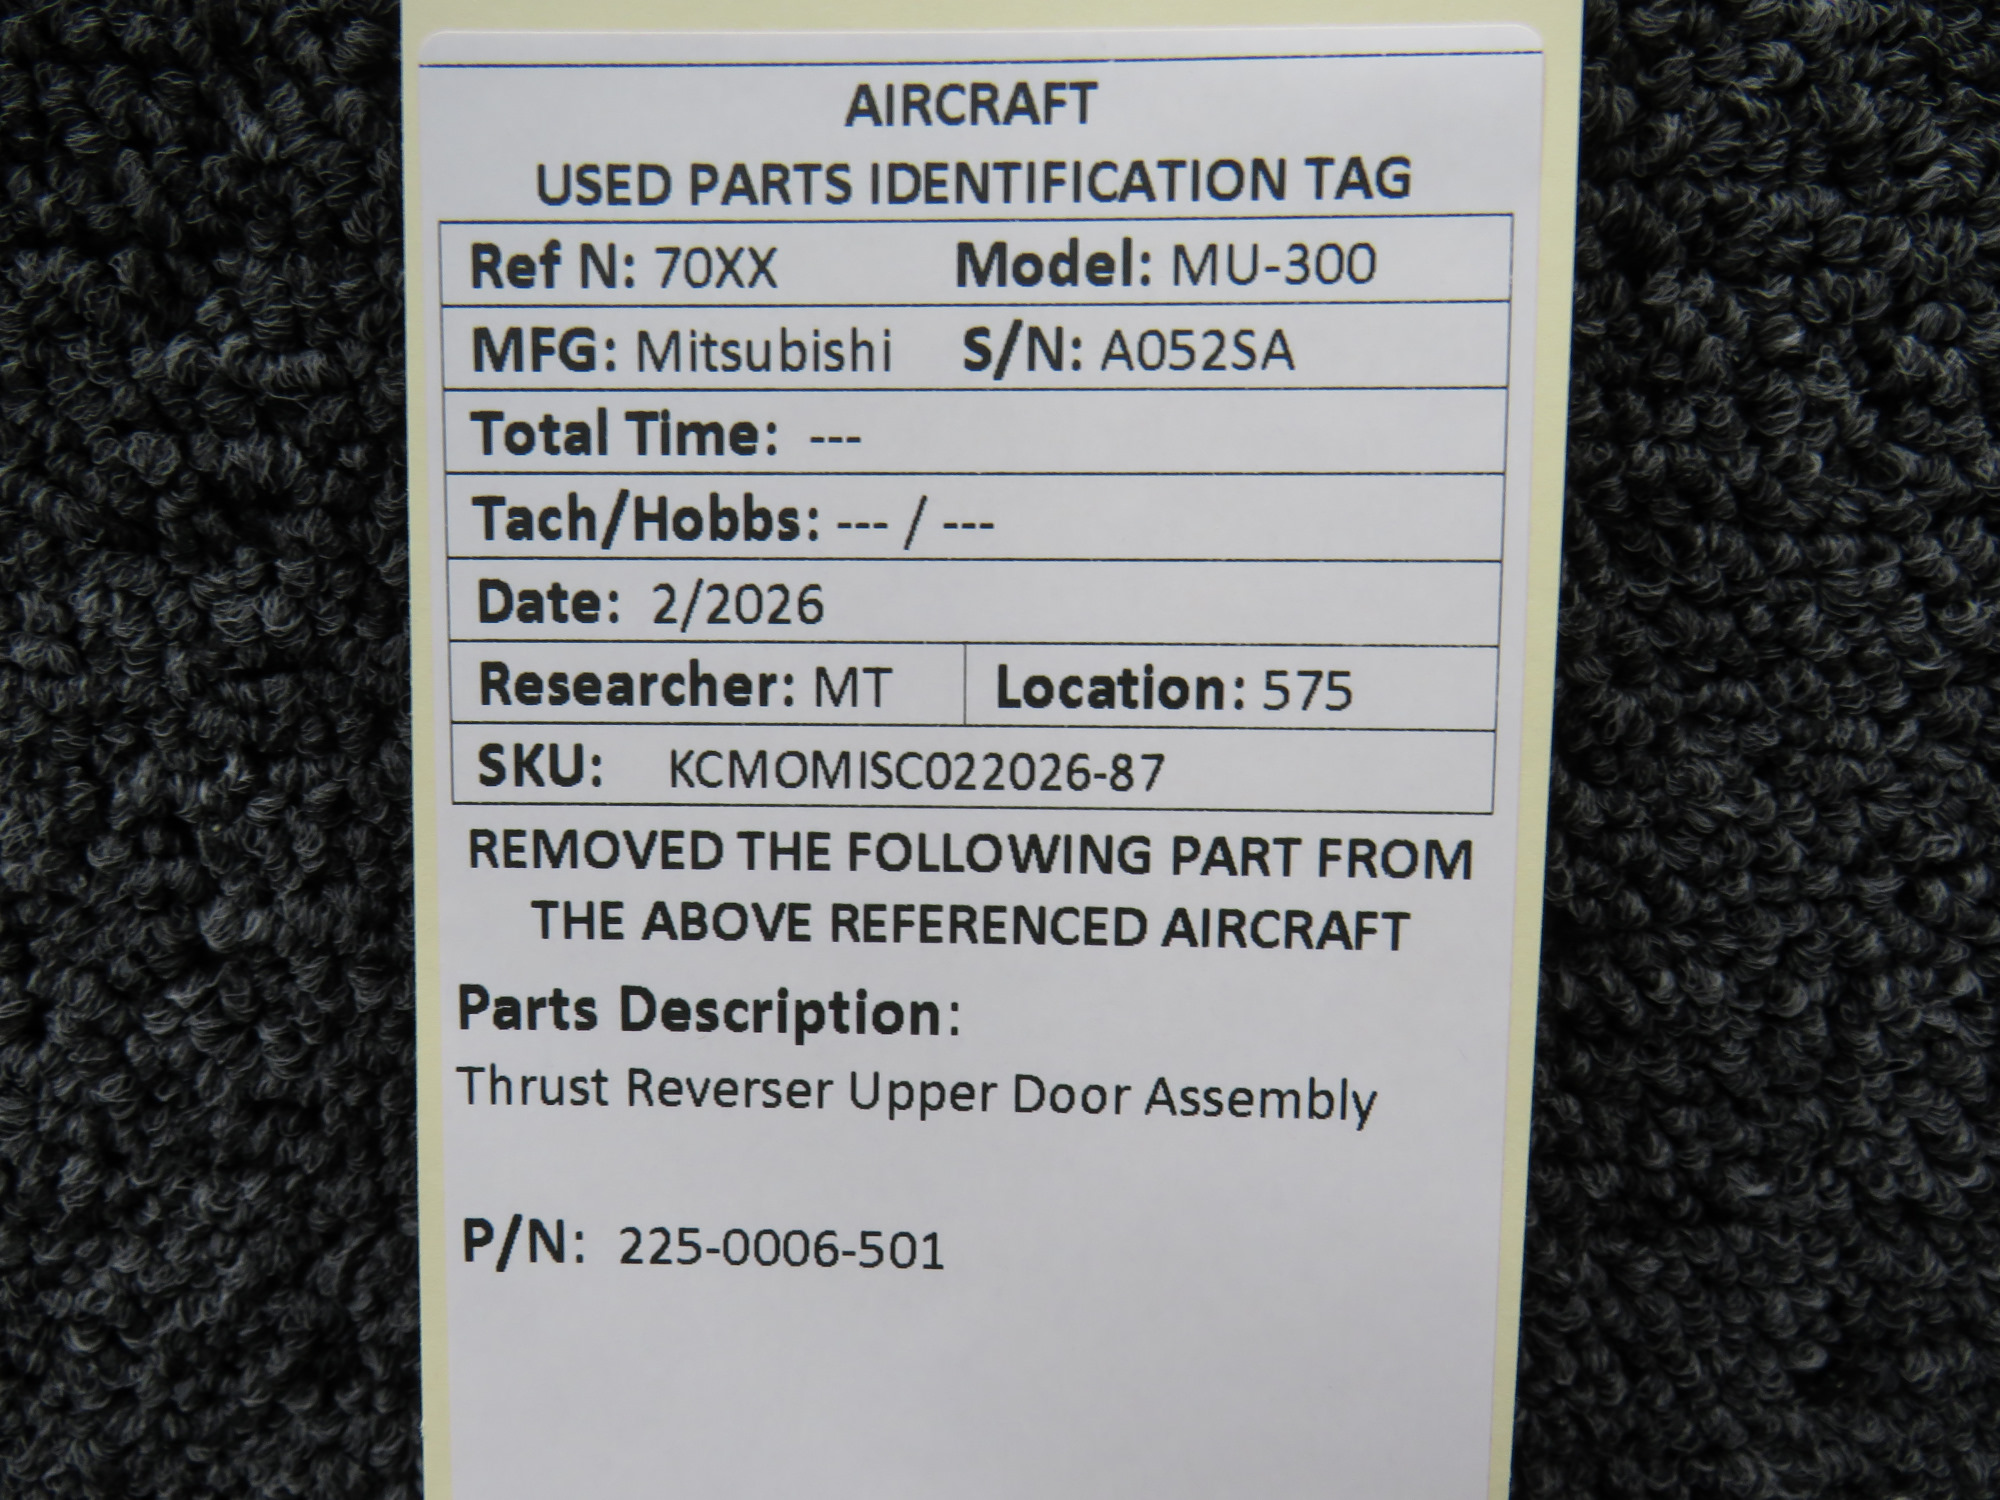 AIRCRAFT
USED PARTS IDENTIFICATION TAG
Ref N: 70XX Model: MU-300
MFG: Mitsubishi S/N: A052SA
Total Time: ---
Tach/Hobbs: --- / ---
Date: 2/2026
Researcher: MT Location: 575
SKU: KCMOMISC022026-87
REMOVED THE FOLLOWING PART FROM
THE ABOVE REFERENCED AIRCRAFT
Parts Description:
Thrust Reverser Upper Door Assembly
P/N: 225-0006-501